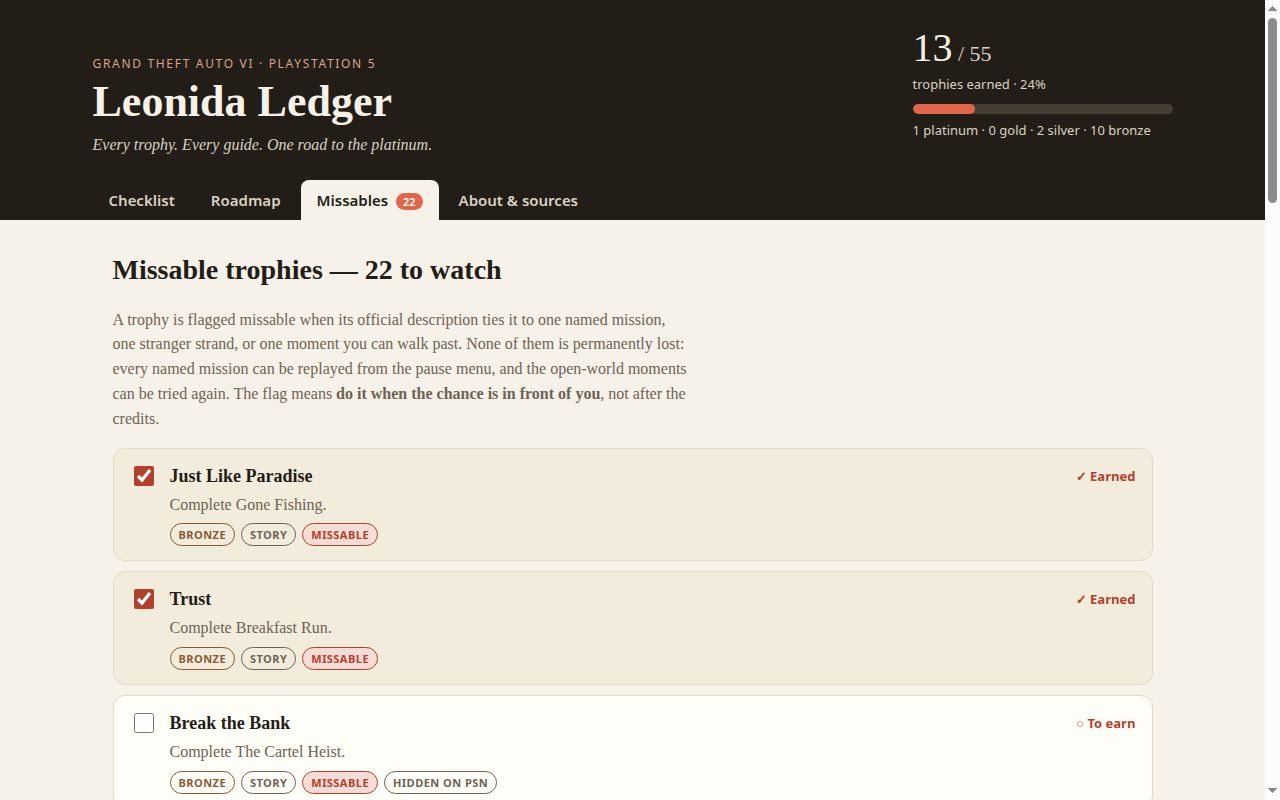 GRAND THEFT AUTO VI · PLAYSTATION 5
Leonida Ledger
Every trophy. Every guide. One road to the platinum.
13 / 55
trophies earned · 24%
1 platinum · 0 gold · 2 silver · 10 bronze
Checklist Roadmap Missables 22 About & sources
Missable trophies — 22 to watch
A trophy is flagged missable when its official description ties it to one named mission,
one stranger strand, or one moment you can walk past. None of them is permanently lost:
every named mission can be replayed from the pause menu, and the open-world moments
can be tried again. The flag means do it when the chance is in front of you, not after the
credits.
Just Like Paradise ✓ Earned
Complete Gone Fishing.
BRONZE STORY MISSABLE
Trust ✓ Earned
Complete Breakfast Run.
BRONZE STORY MISSABLE
Break the Bank ○ To earn
Complete The Cartel Heist.
BRONZE STORY MISSABLE HIDDEN ON PSN